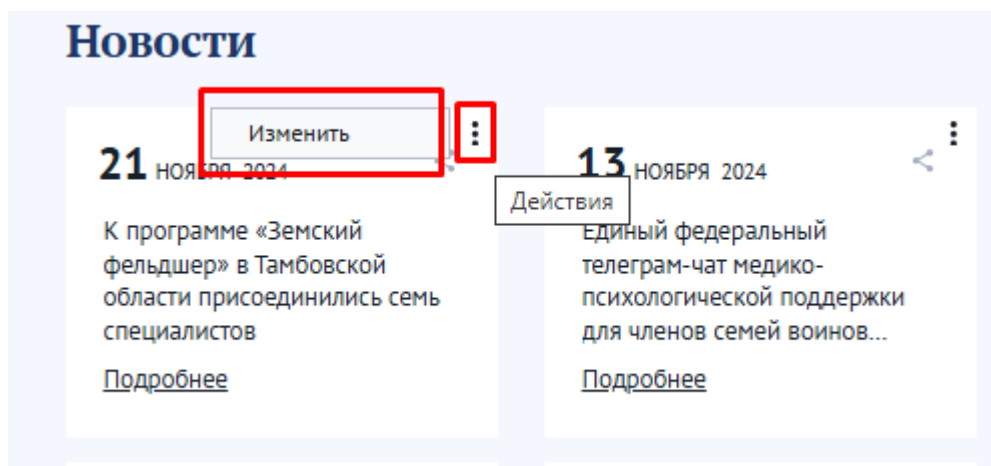 Новости
Изменить
21 НОЯБРЯ 2024
К программе «Земский
фельдшер» в Тамбовской
области присоединились семь
специалистов
Подробнее
Действия
13 НОЯБРЯ 2024
Единый федеральный
телеграм-чат медико-
психологической поддержки
для членов семей воинов...
Подробнее